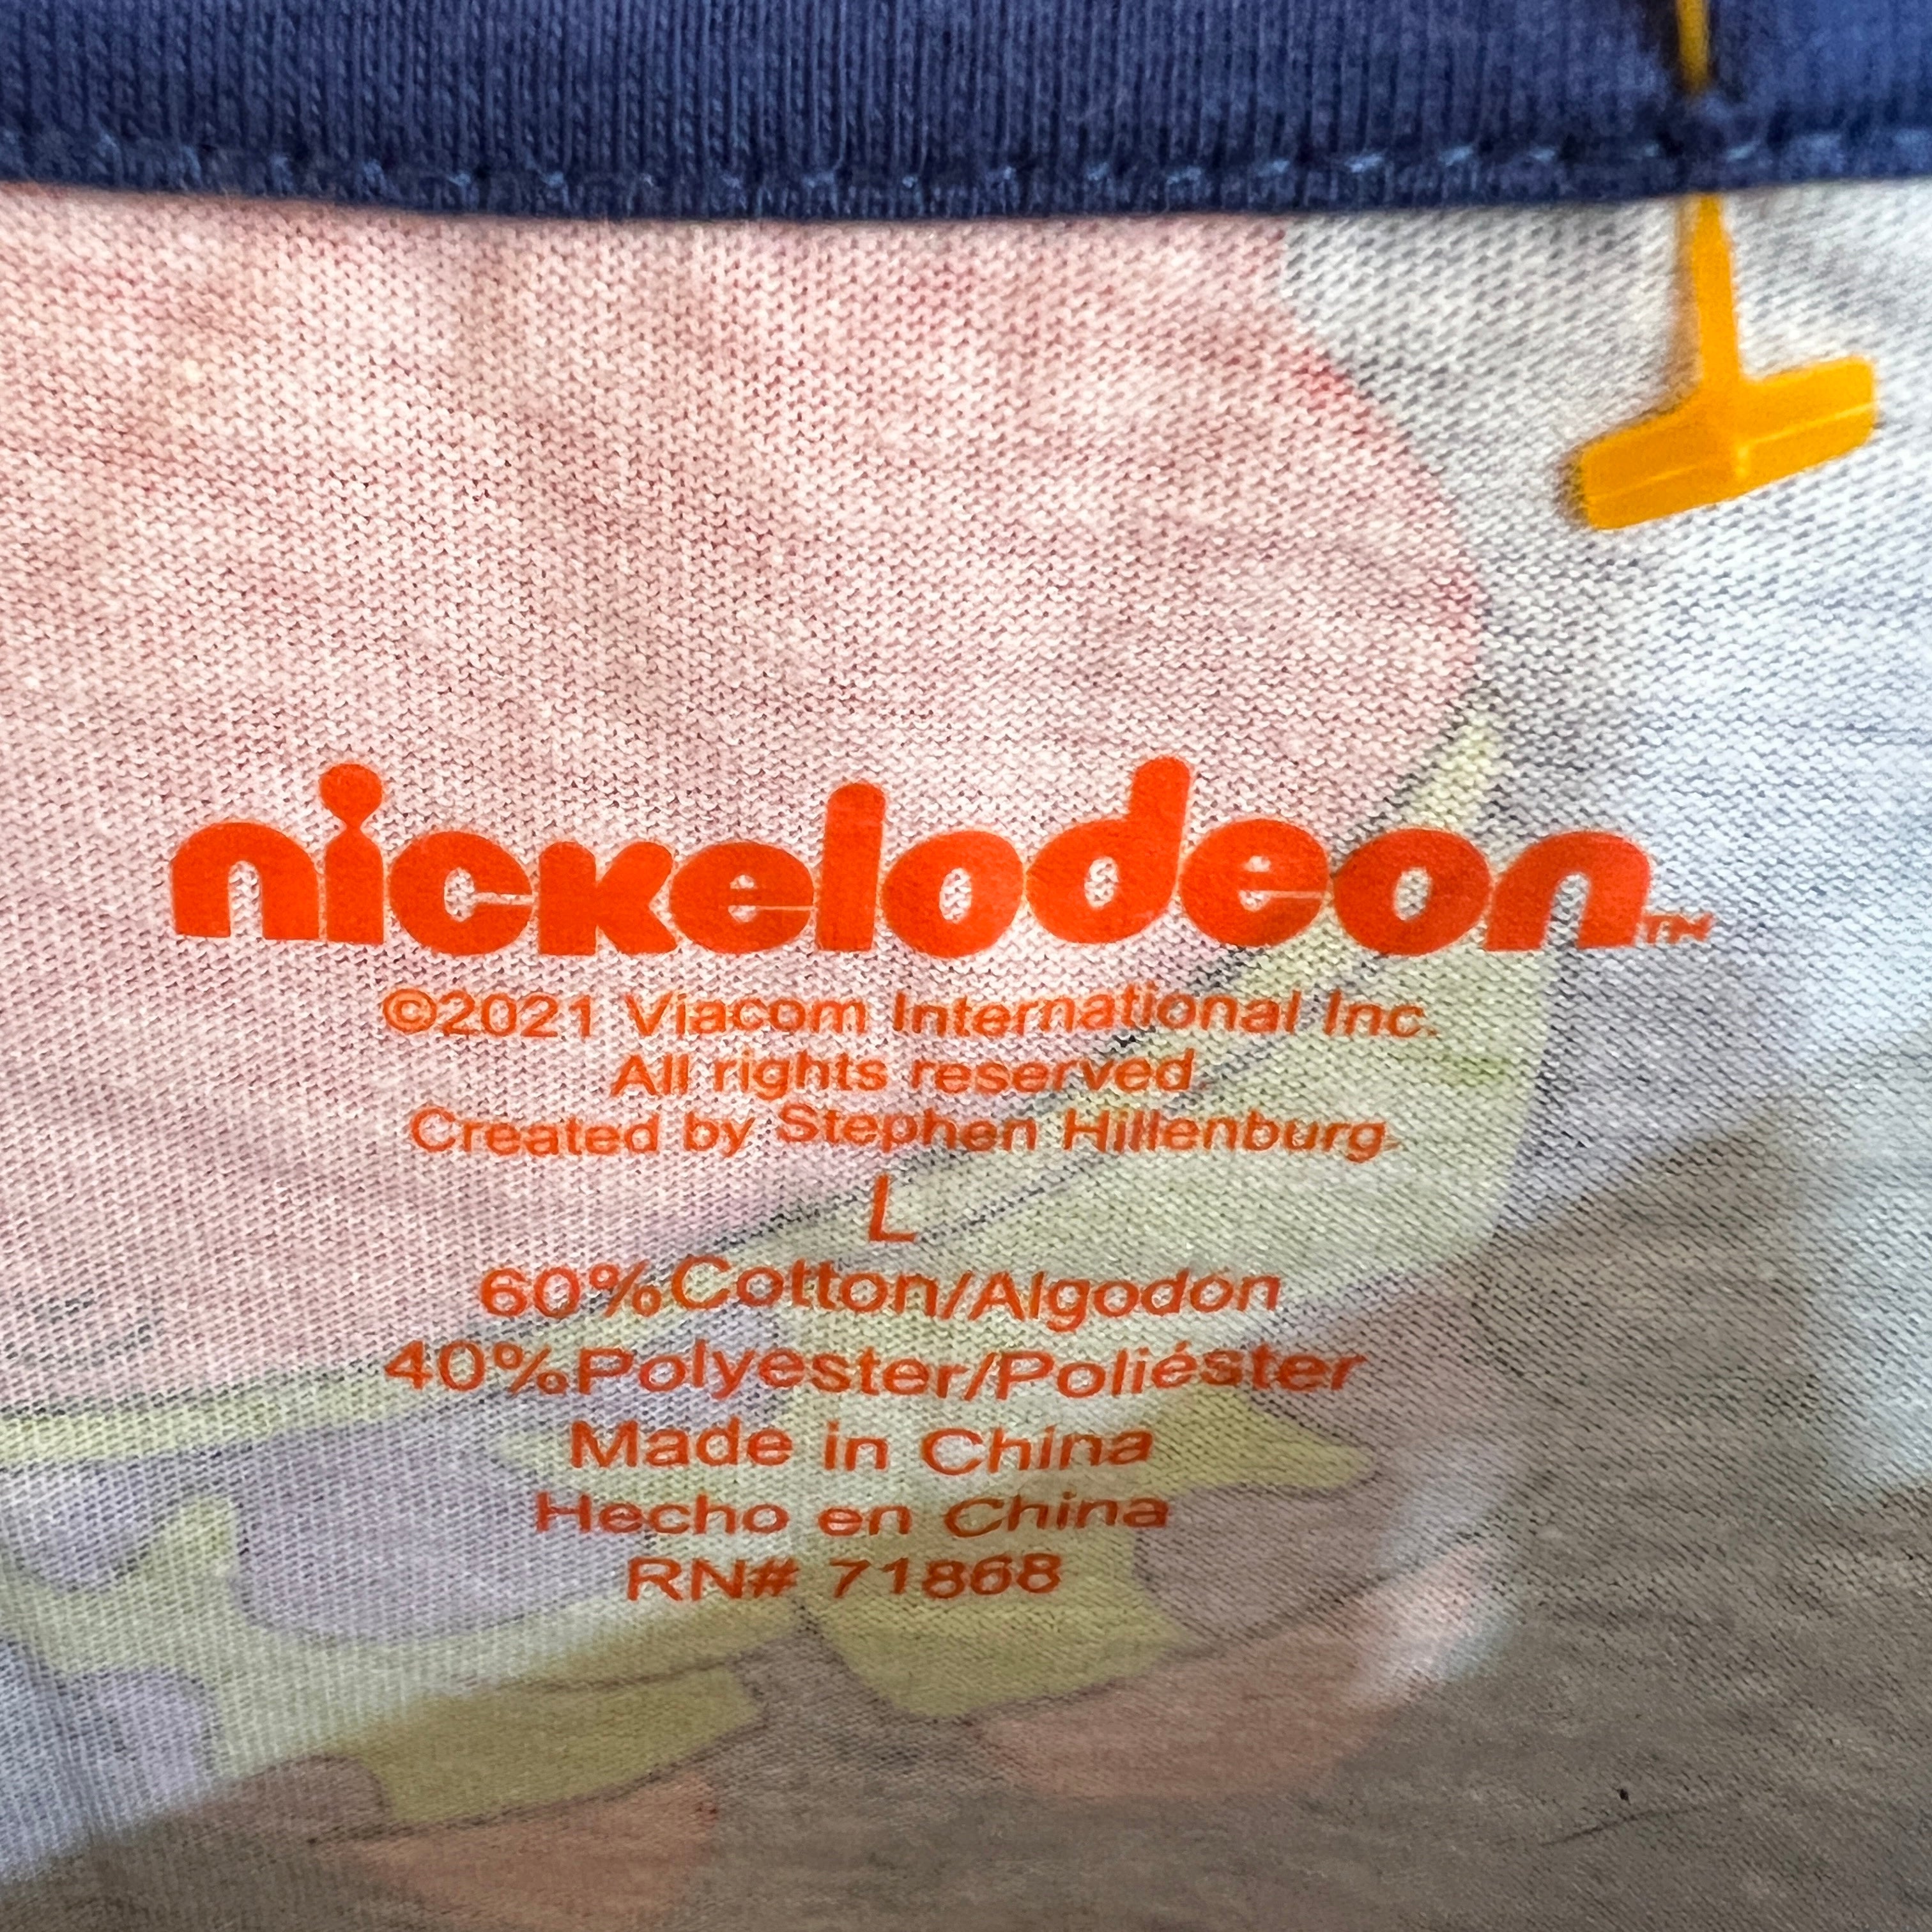 nickelodeon™
©2021 Viacom International Inc.
All rights reserved
Created by Stephen Hillenburg
L
60%Cotton/Algodón
40%Polyester/Poliéster
Made in China
Hecho en China
RN# 71868